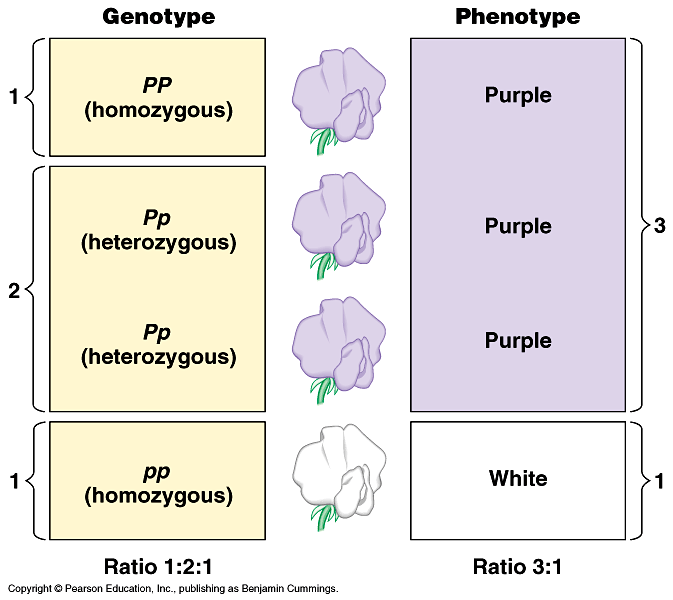 Genotype
Phenotype
1
PP
(homozygous)
Purple
2
Pp
(heterozygous)
Purple
3
Pp
(heterozygous)
Purple
1
pp
(homozygous)
White
1
Ratio 1:2:1
Ratio 3:1
Copyright © Pearson Education, Inc., publishing as Benjamin Cummings.